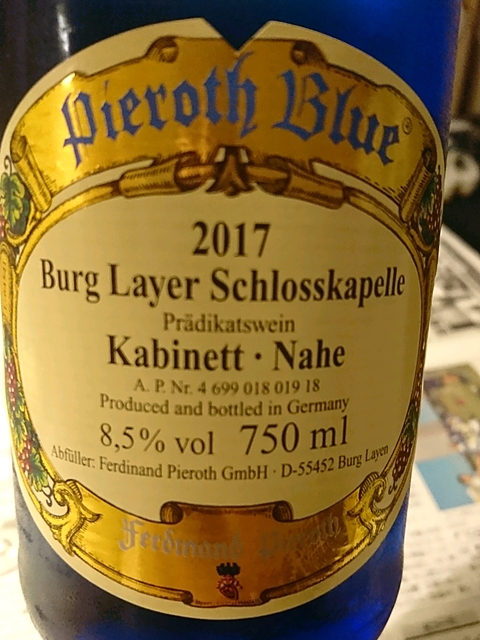 Pieroth Blue®
2017
Burg Layer Schlosskapelle
Prädikatswein
Kabinett · Nahe
A. P. Nr. 4 699 018 019 18
Produced and bottled in Germany
8,5% vol 750 ml
Abfüller: Ferdinand Pieroth GmbH · D-55452 Burg Layen
Ferdinand Pieroth